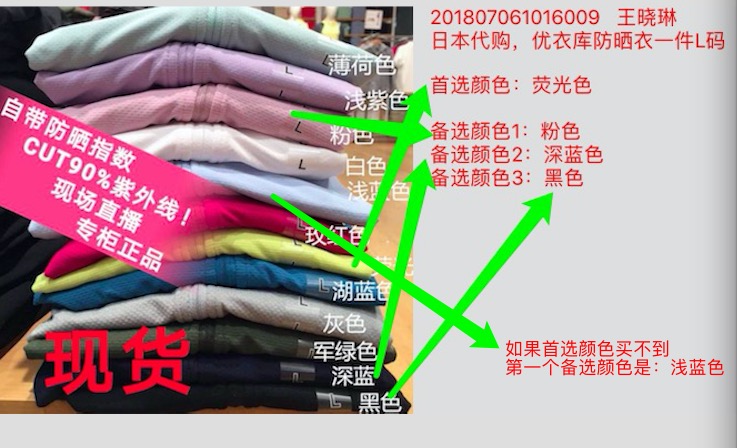 薄荷色
浅紫色
粉色
白色
浅蓝色
玫红色
荧光
湖蓝色
灰色
军绿色
深蓝
黑色
自带防晒指数
CUT90%紫外线!
现场直播
专柜正品
现货
201807061016009 王晓琳
日本代购，优衣库防晒衣一件L码
首选颜色：荧光色
备选颜色1：粉色
备选颜色2：深蓝色
备选颜色3：黑色
如果首选颜色买不到
第一个备选颜色是：浅蓝色